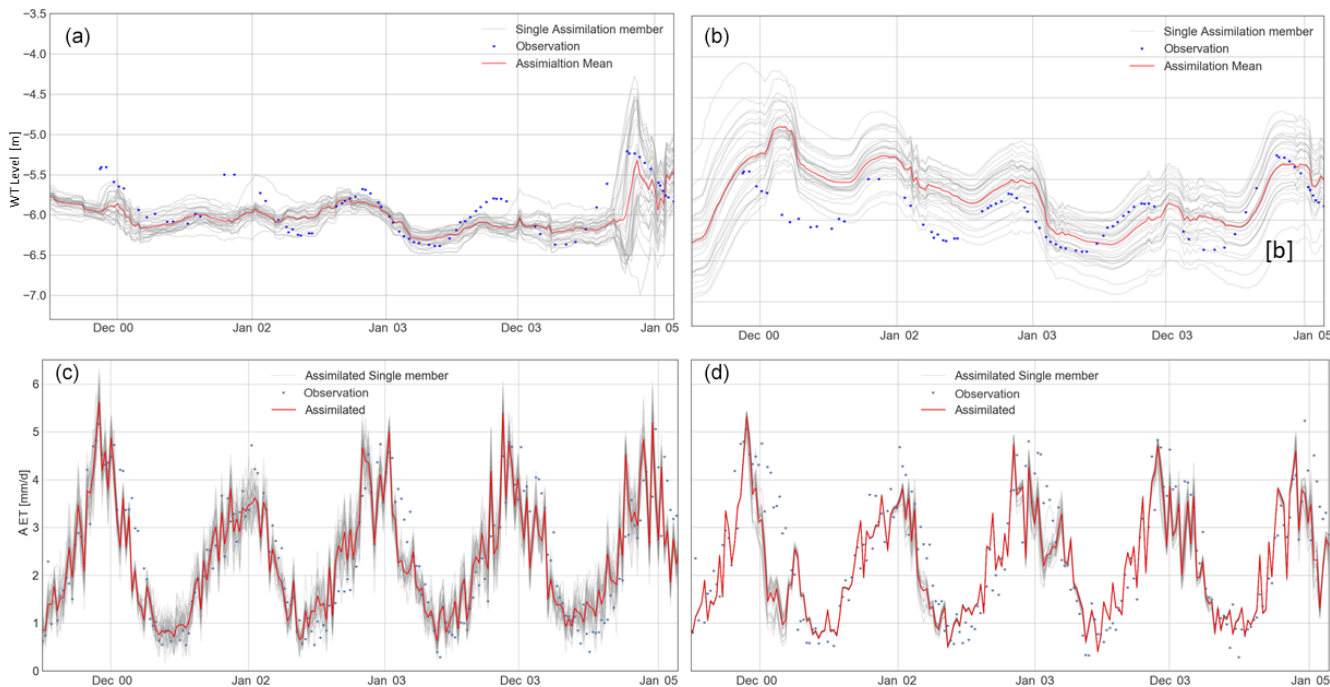 −3.5
(a)
Single Assimilation member
Observation
Assimialtion Mean
−4.0
−4.5
−5.0
−5.5
−6.0
−6.5
−7.0
WT Level [m]
Dec 00
Jan 02
Jan 03
Dec 03
Jan 05
(b)
Single Assimilation member
Observation
Assimilation Mean
[b]
Dec 00
Jan 02
Jan 03
Dec 03
Jan 05
(c)
Assimilated Single member
Observation
Assimilated
6
5
4
3
2
1
0
A ET [mm/d]
Dec 00
Jan 02
Jan 03
Dec 03
Jan 05
(d)
Assimilated Single member
Observation
Assimilated
Dec 00
Jan 02
Jan 03
Dec 03
Jan 05